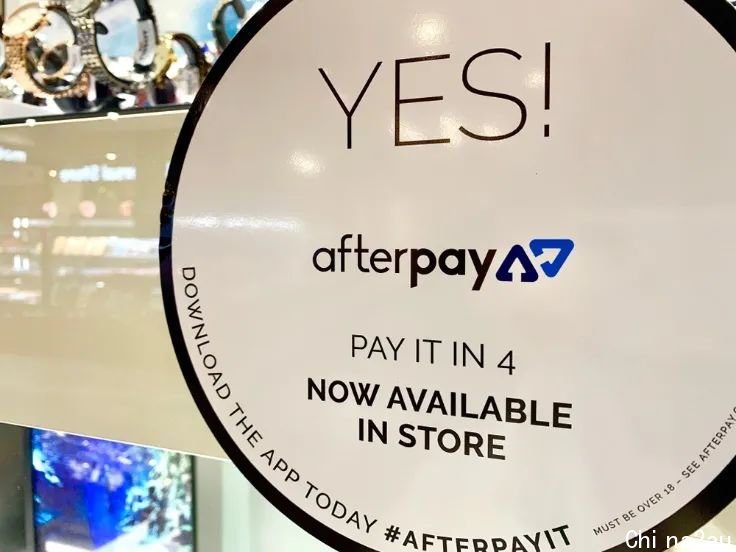 YES!
afterpay
PAY IT IN 4
NOW AVAILABLE
IN STORE
DOWNLOAD THE APP TODAY #AFTERPAYIT
MUST BE OVER 18 – SEE AFTERPAY.